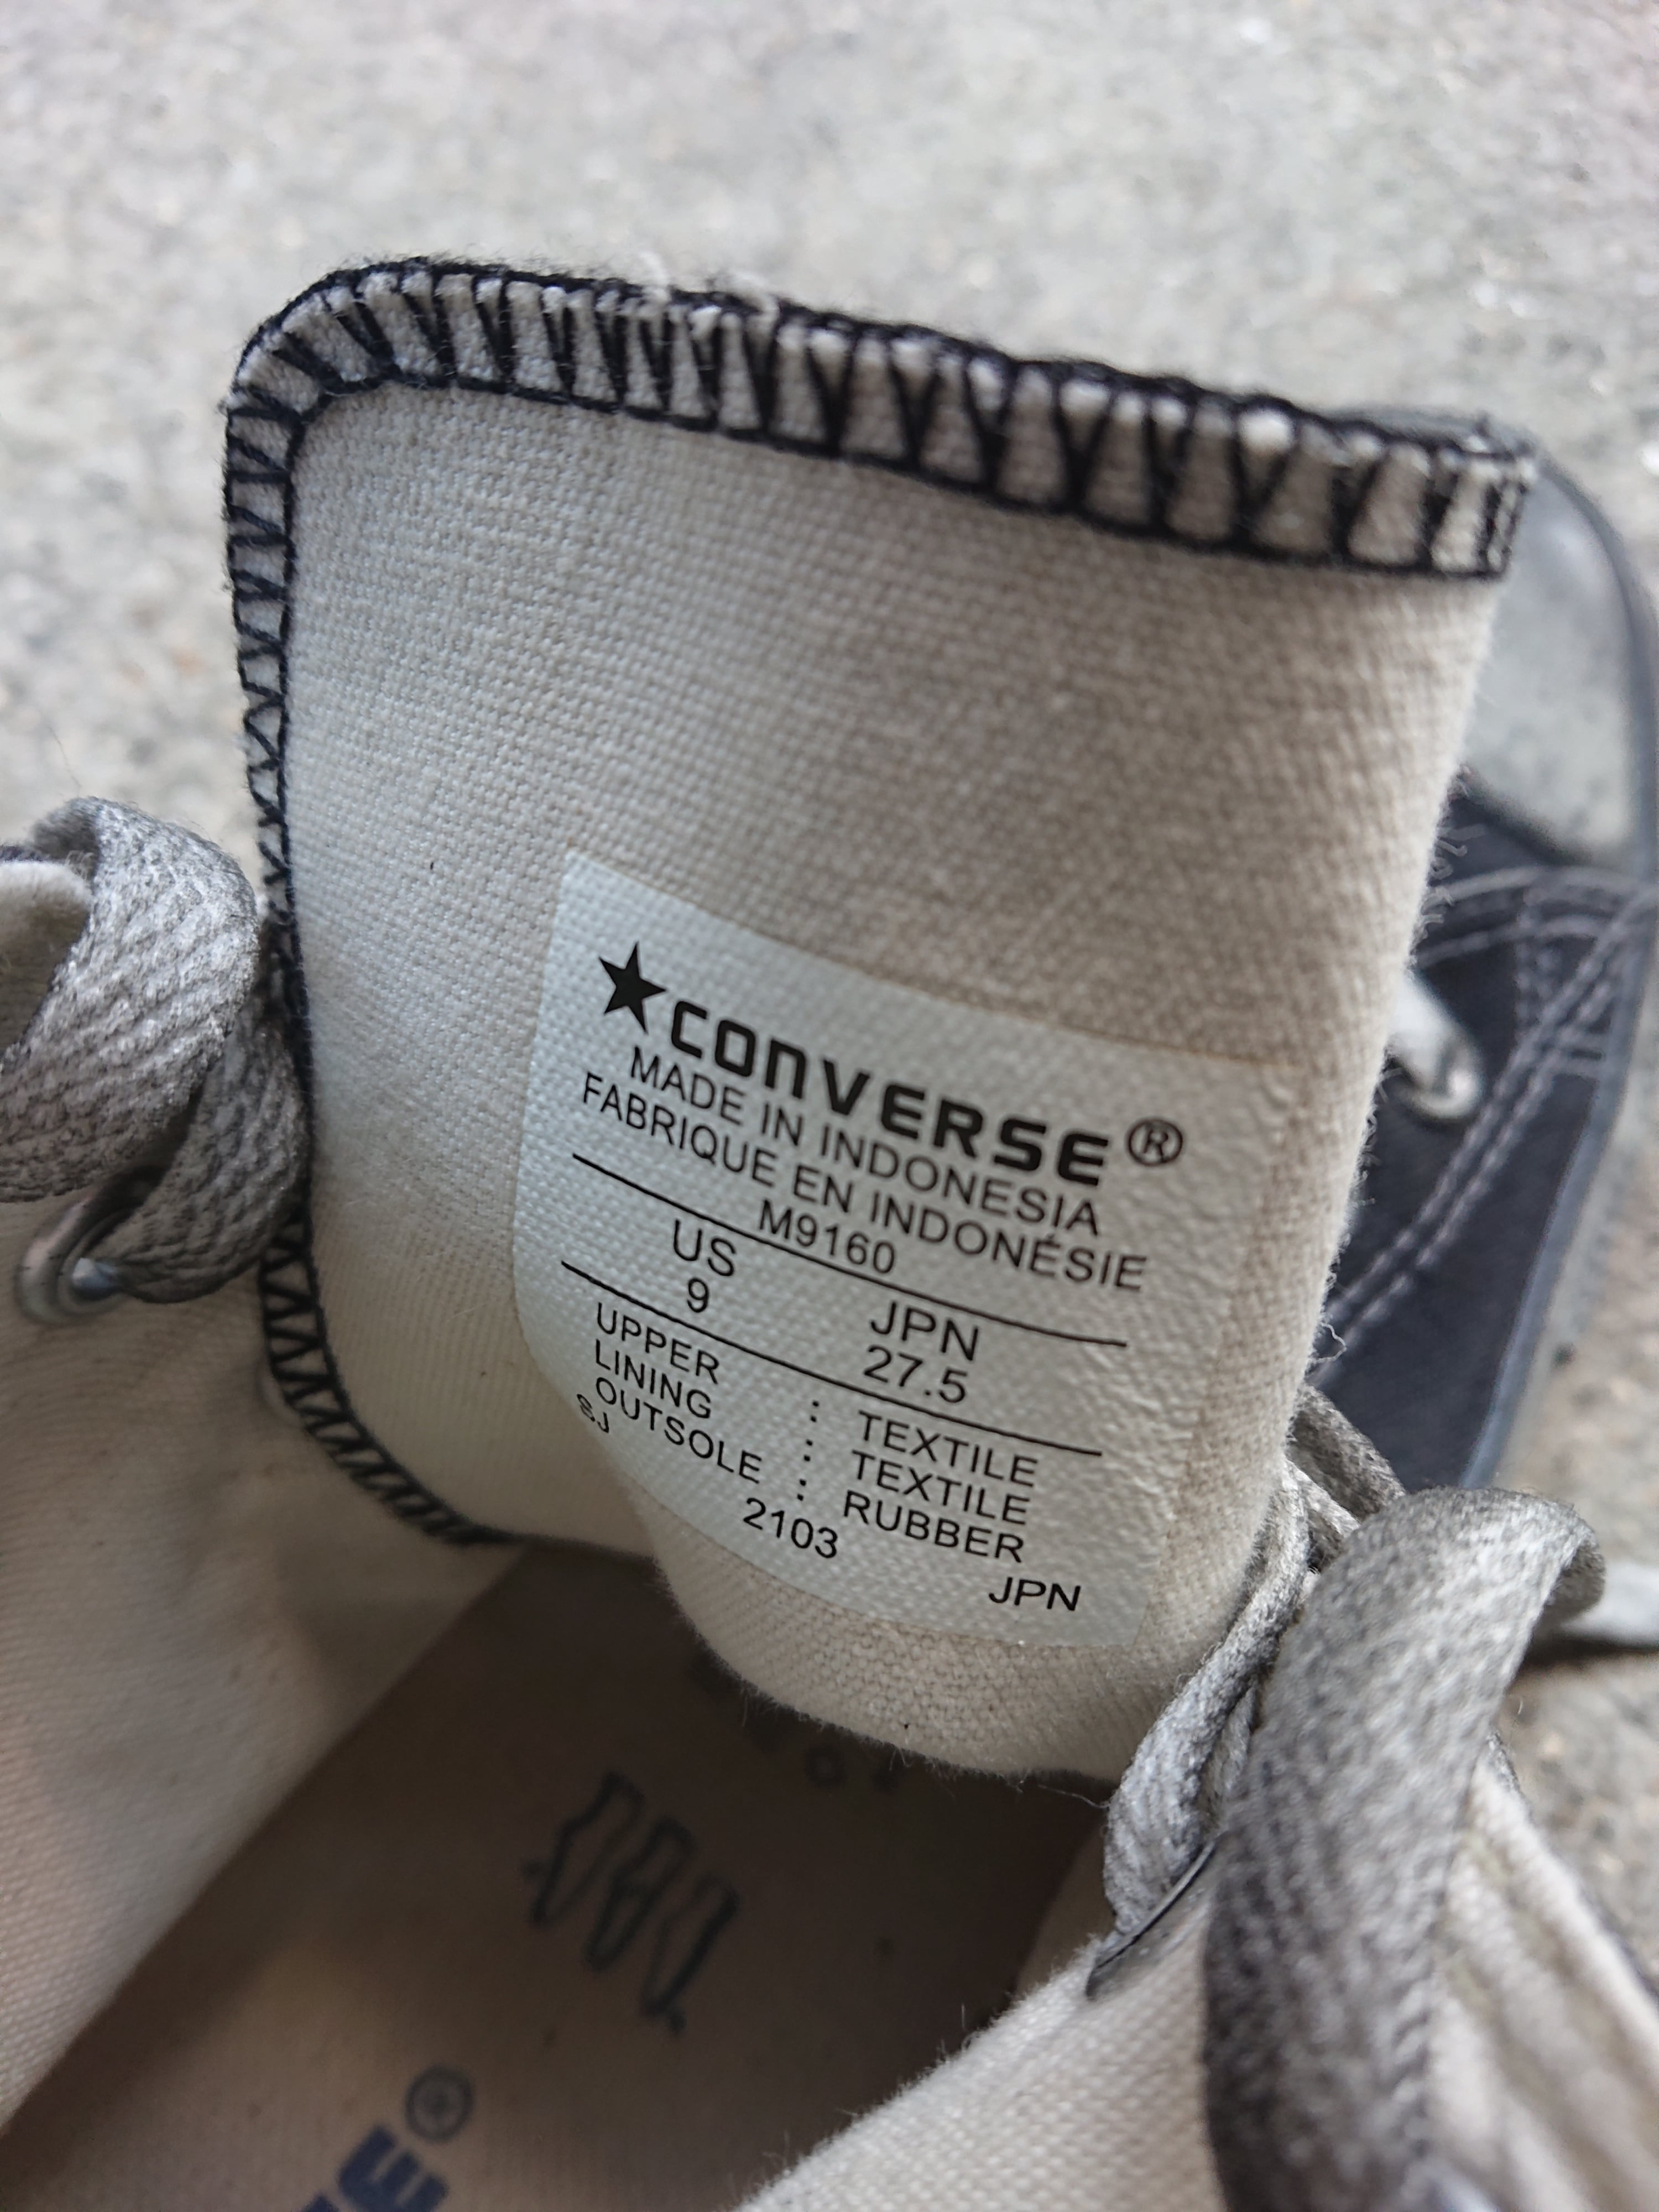 ★CONVERSE®
MADE IN INDONESIA
FABRIQUE EN INDONÉSIE
M9160
US JPN
9 27.5
UPPER : TEXTILE
LINING : TEXTILE
OUTSOLE : RUBBER
SJ 2103
JPN
E®